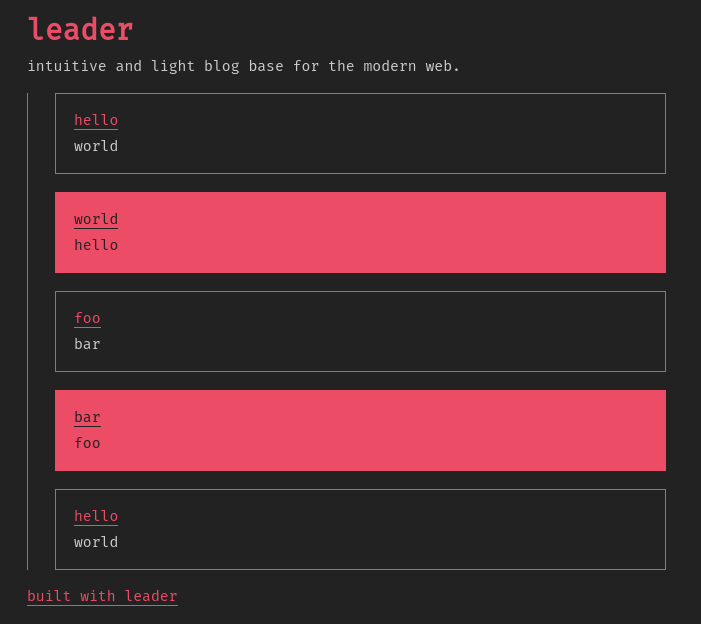 leader
intuitive and light blog base for the modern web.
hello
world
world
hello
foo
bar
bar
foo
hello
world
built with leader